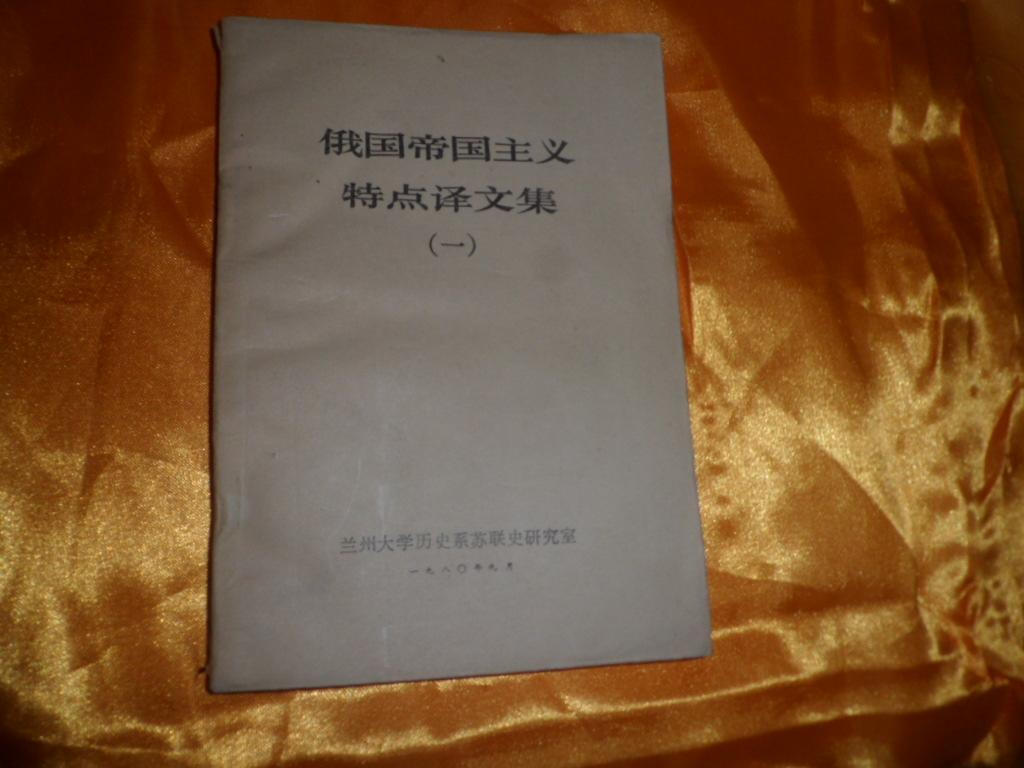 俄国帝国主义
特点译文集
（一）
兰州大学历史系苏联史研究室
一九八〇年九月